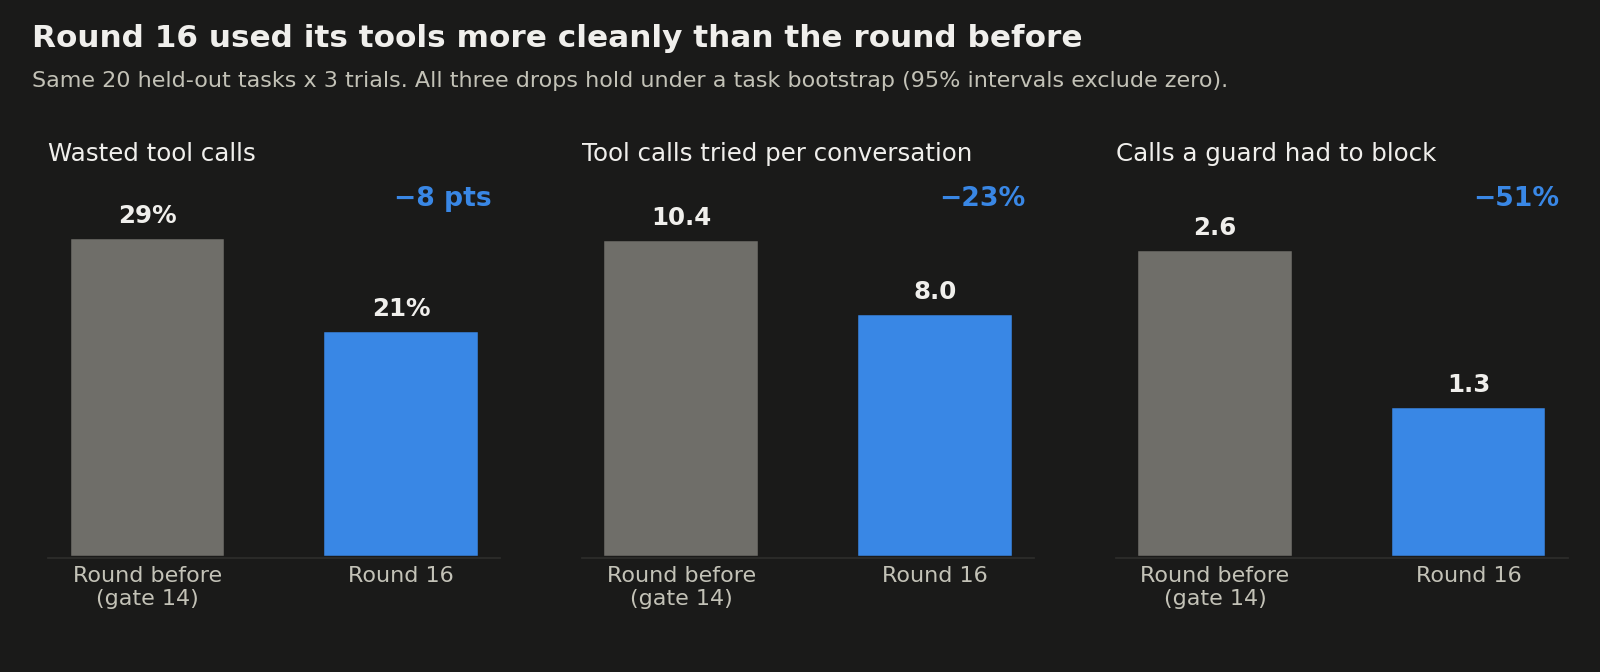 Round 16 used its tools more cleanly than the round before
Same 20 held-out tasks x 3 trials. All three drops hold under a task bootstrap (95% intervals exclude zero).
Wasted tool calls
−8 pts
29%
21%
Round before
(gate 14)
Round 16
Tool calls tried per conversation
−23%
10.4
8.0
Round before
(gate 14)
Round 16
Calls a guard had to block
−51%
2.6
1.3
Round before
(gate 14)
Round 16